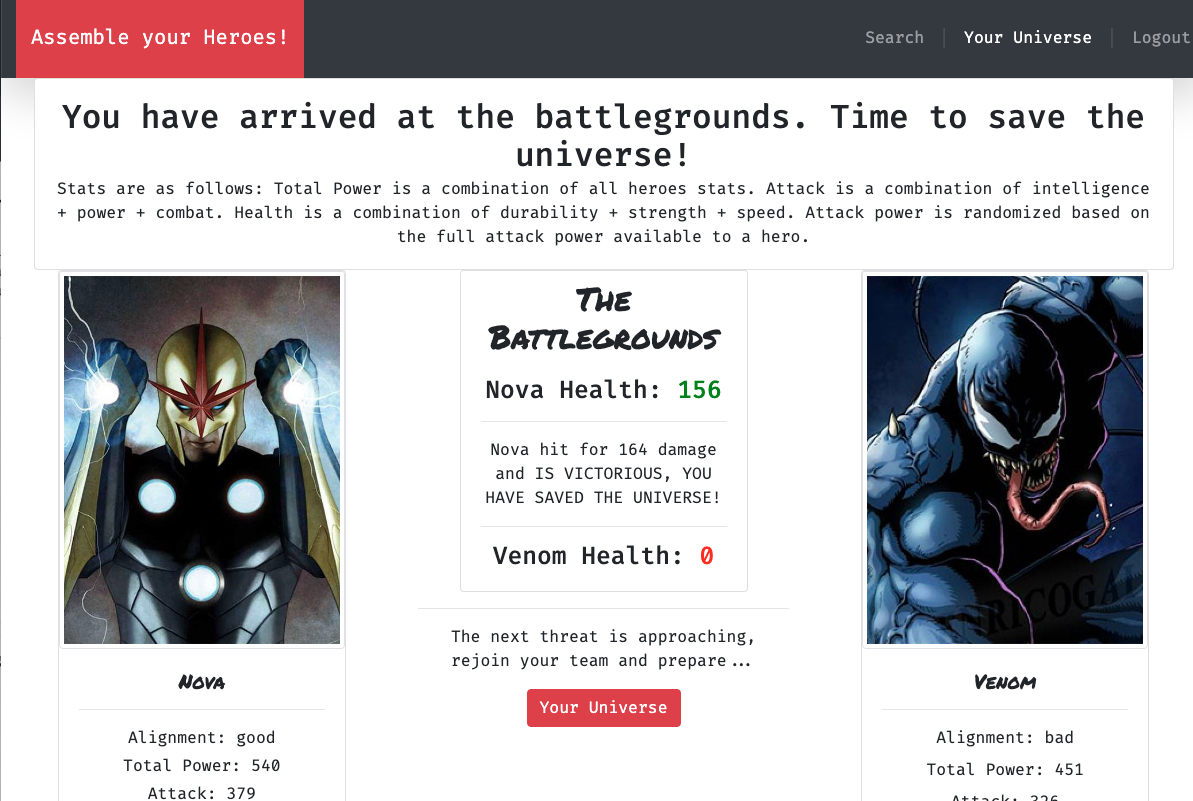 Assemble your Heroes!
Search | Your Universe | Logout
You have arrived at the battlegrounds. Time to save the
universe!
Stats are as follows: Total Power is a combination of all heroes stats. Attack is a combination of intelligence
+ power + combat. Health is a combination of durability + strength + speed. Attack power is randomized based on
the full attack power available to a hero.
The
Battlegrounds
Nova Health: 156
Nova hit for 164 damage
and IS VICTORIOUS, YOU
HAVE SAVED THE UNIVERSE!
Venom Health: 0
The next threat is approaching,
rejoin your team and prepare...
Your Universe
Nova
Alignment: good
Total Power: 540
Attack: 379
Venom
Alignment: bad
Total Power: 451
Attack: 326